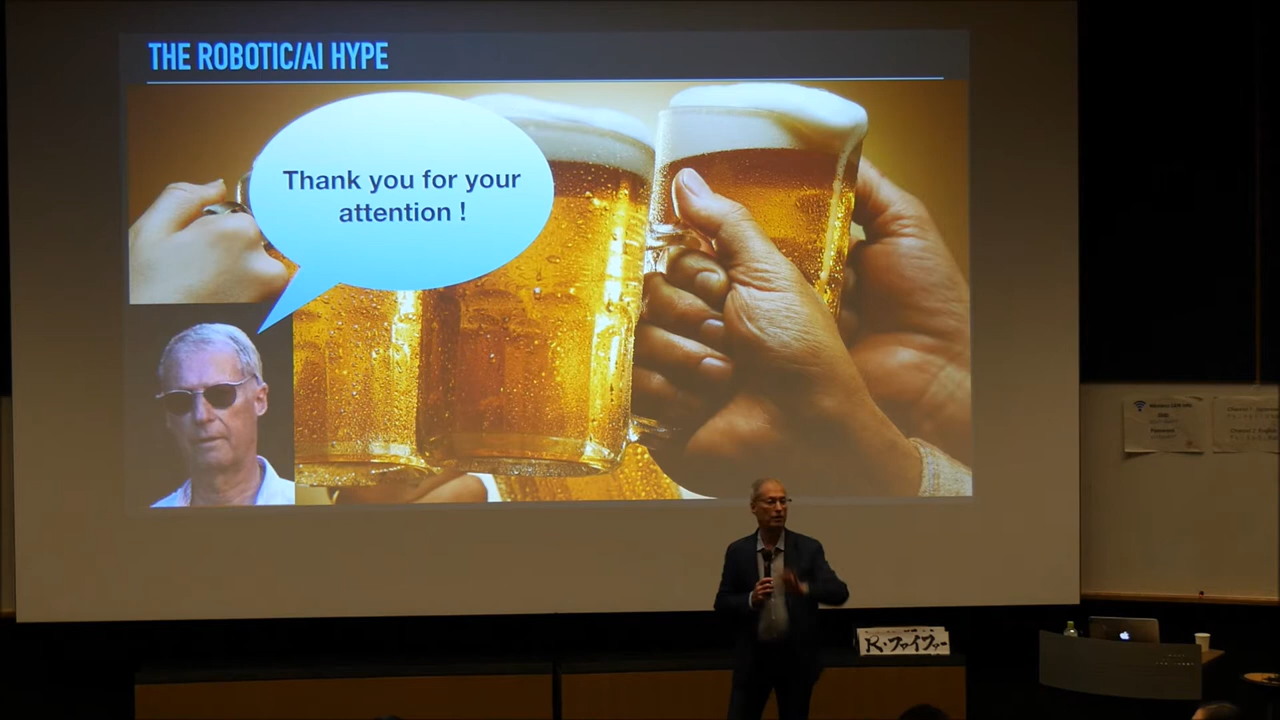 THE ROBOTIC/AI HYPE
Thank you for your
attention !
R・ファイファー